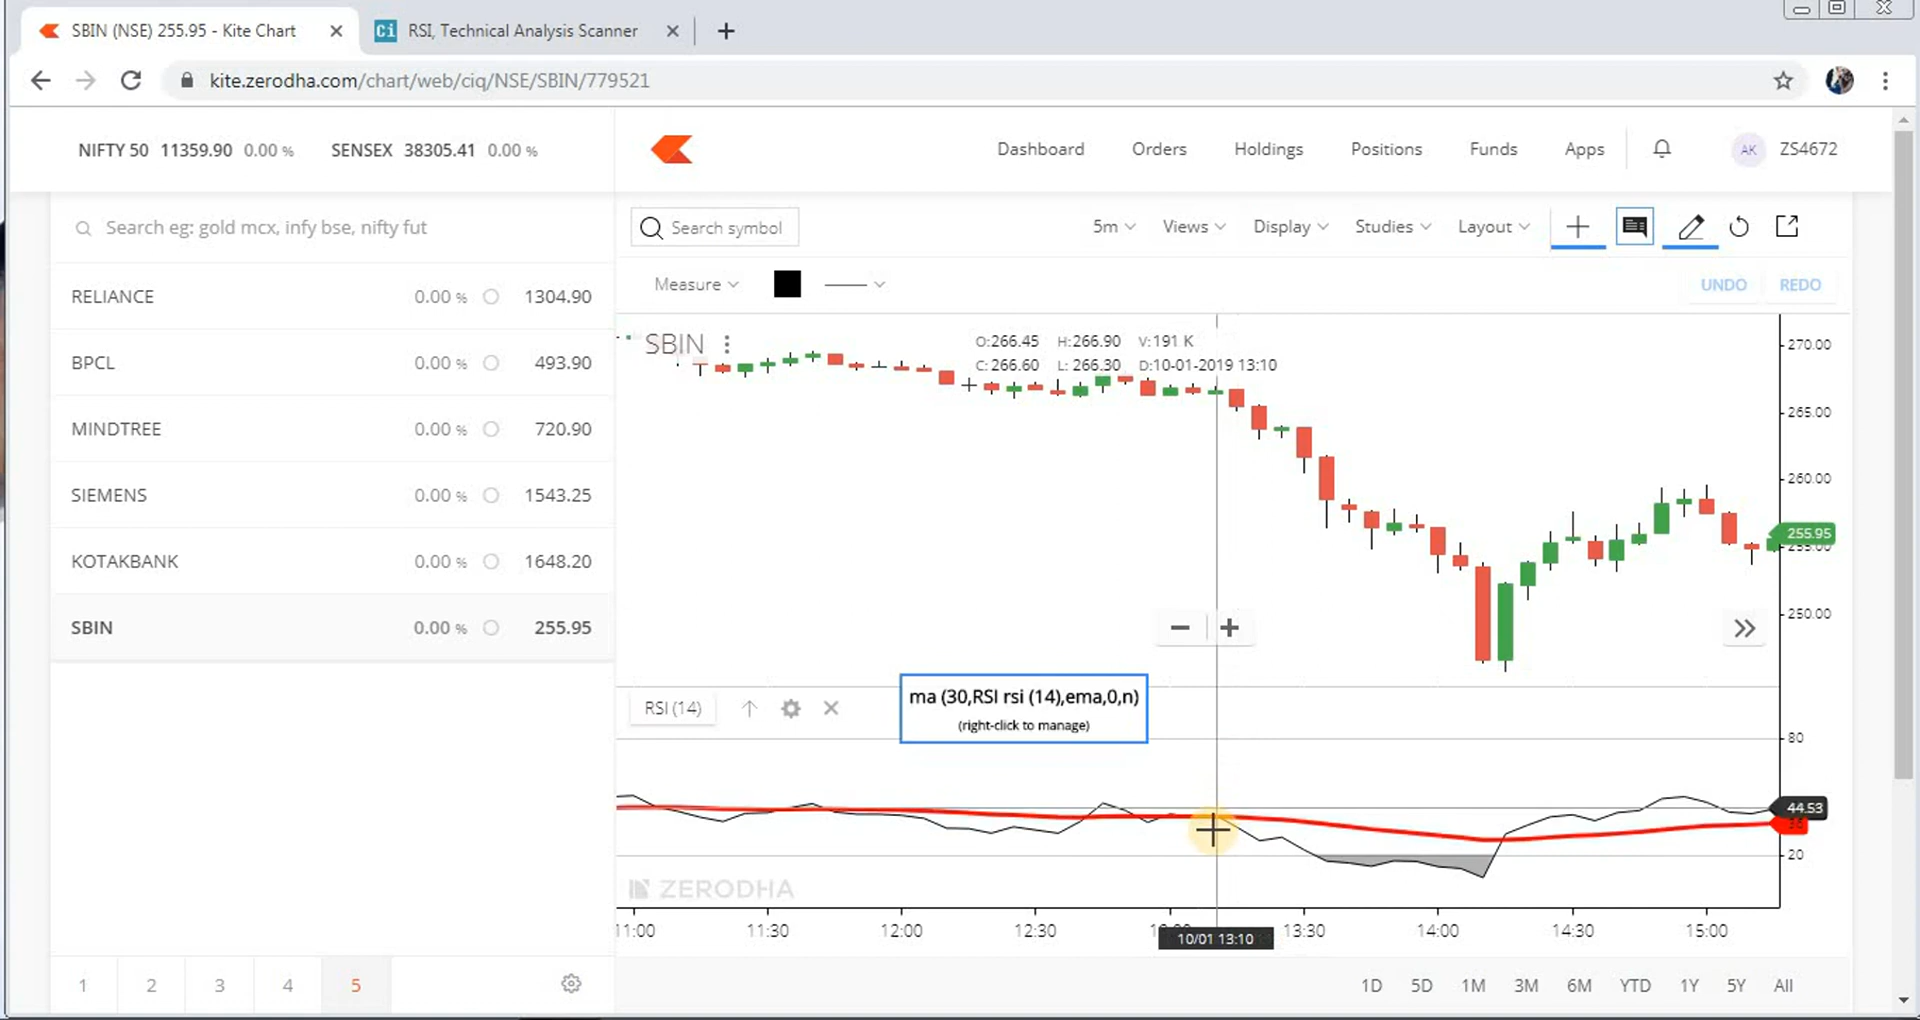 SBIN (NSE) 255.95 - Kite Chart
Ci RSI, Technical Analysis Scanner
kite.zerodha.com/chart/web/ciq/NSE/SBIN/779521
NIFTY 50 11359.90 0.00 % SENSEX 38305.41 0.00 %
Dashboard Orders Holdings Positions Funds Apps AK ZS4672
Search eg: gold mcx, infy bse, nifty fut
Search symbol 5m Views Display Studies Layout
Measure UNDO REDO
RELIANCE 0.00 % 1304.90
BPCL 0.00 % 493.90
MINDTREE 0.00 % 720.90
SIEMENS 0.00 % 1543.25
KOTAKBANK 0.00 % 1648.20
SBIN 0.00 % 255.95
SBIN
O:266.45 H:266.90 V:191 K
C:266.60 L: 266.30 D:10-01-2019 13:10
270.00
265.00
260.00
255.95
255.00
250.00
RSI (14)
ma (30,RSI rsi (14),ema,0,n)
(right-click to manage)
80
44.53
20
ZERODHA
11:00 11:30 12:00 12:30 13:30 14:00 14:30 15:00
10/01 13:10
1 2 3 4 5
1D 5D 1M 3M 6M YTD 1Y 5Y All